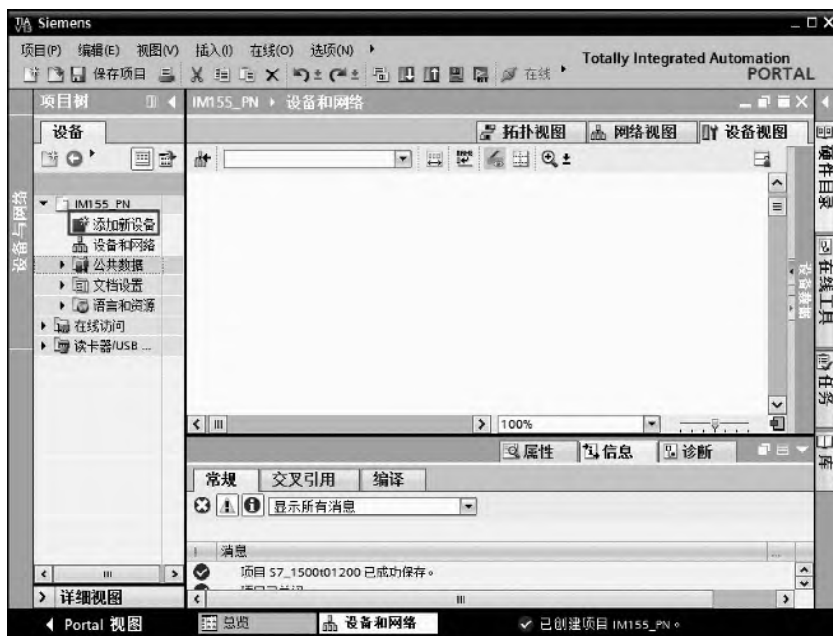 TIA V13 Siemens
项目(P) 编辑(E) 视图(V) 插入(I) 在线(O) 选项(N)
Totally Integrated Automation
PORTAL
保存项目
在线
项目树
IM155_PN 设备和网络
设备
拓扑视图 网络视图 设备视图
IM155_PN
添加新设备
设备和网络
公共数据
文档设置
语言和资源
在线访问
读卡器/USB ...
设备与网络
设备数据
硬件目录
在线工具
任务
库
100%
属性 信息 诊断
常规 交叉引用 编译
显示所有消息
消息
项目 S7_1500t01200 已成功保存。
详细视图
Portal 视图 总览 设备和网络 已创建项目 IM155_PN。